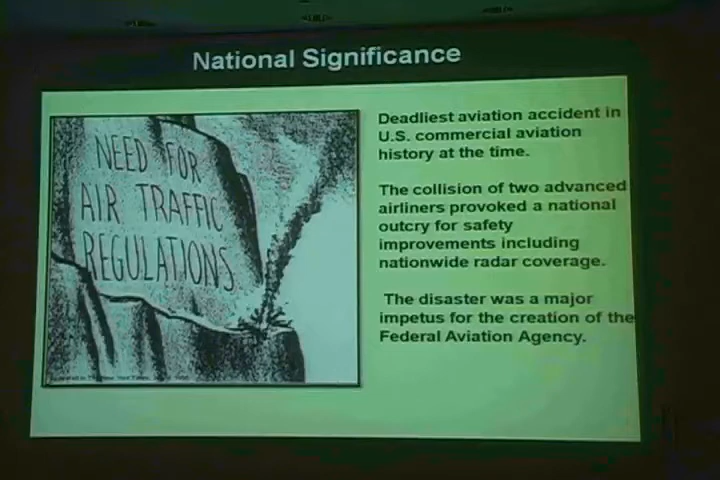 National Significance
NEED FOR
AIR TRAFFIC
REGULATIONS
Deadliest aviation accident in
U.S. commercial aviation
history at the time.
The collision of two advanced
airliners provoked a national
outcry for safety
improvements including
nationwide radar coverage.
The disaster was a major
impetus for the creation of the
Federal Aviation Agency.